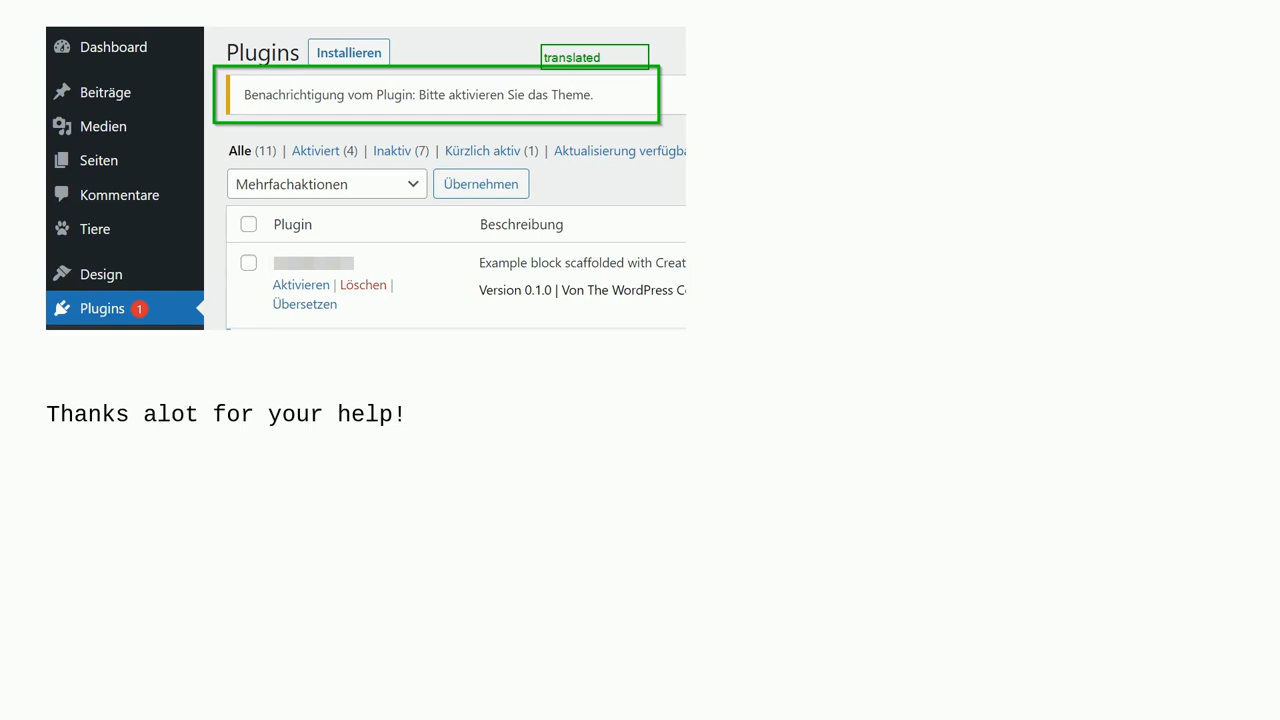 Dashboard
Beiträge
Medien
Seiten
Kommentare
Tiere
Design
Plugins 1
Plugins Installieren
translated
Benachrichtigung vom Plugin: Bitte aktivieren Sie das Theme.
Alle (11) | Aktiviert (4) | Inaktiv (7) | Kürzlich aktiv (1) | Aktualisierung verfügba
Mehrfachaktionen Übernehmen
Plugin Beschreibung
Example block scaffolded with Creat
Aktivieren | Löschen |
Version 0.1.0 | Von The WordPress Co
Übersetzen
Thanks alot for your help!